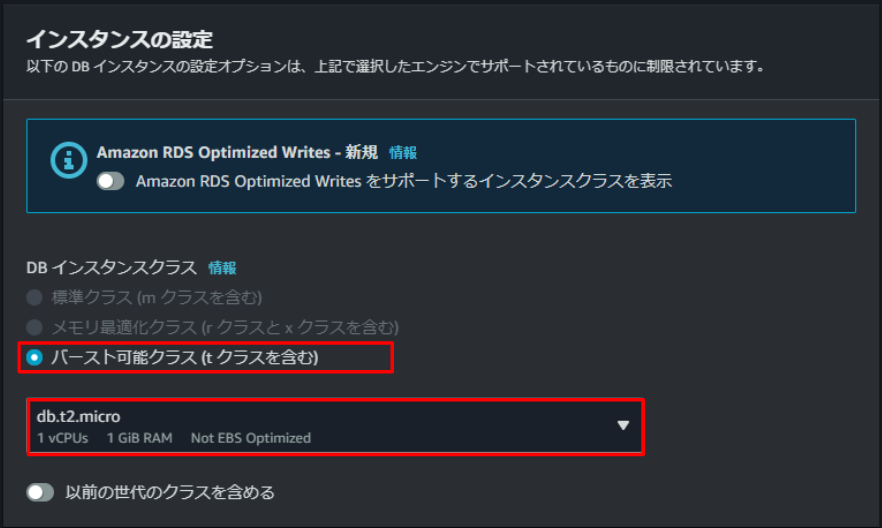 インスタンスの設定
以下の DB インスタンスの設定オプションは、上記で選択したエンジンでサポートされているものに制限されています。
Amazon RDS Optimized Writes - 新規 情報
Amazon RDS Optimized Writes をサポートするインスタンスクラスを表示
DB インスタンスクラス 情報
標準クラス (m クラスを含む)
メモリ最適化クラス (r クラスと x クラスを含む)
バースト可能クラス (t クラスを含む)
db.t2.micro
1 vCPUs 1 GiB RAM Not EBS Optimized
以前の世代のクラスを含める